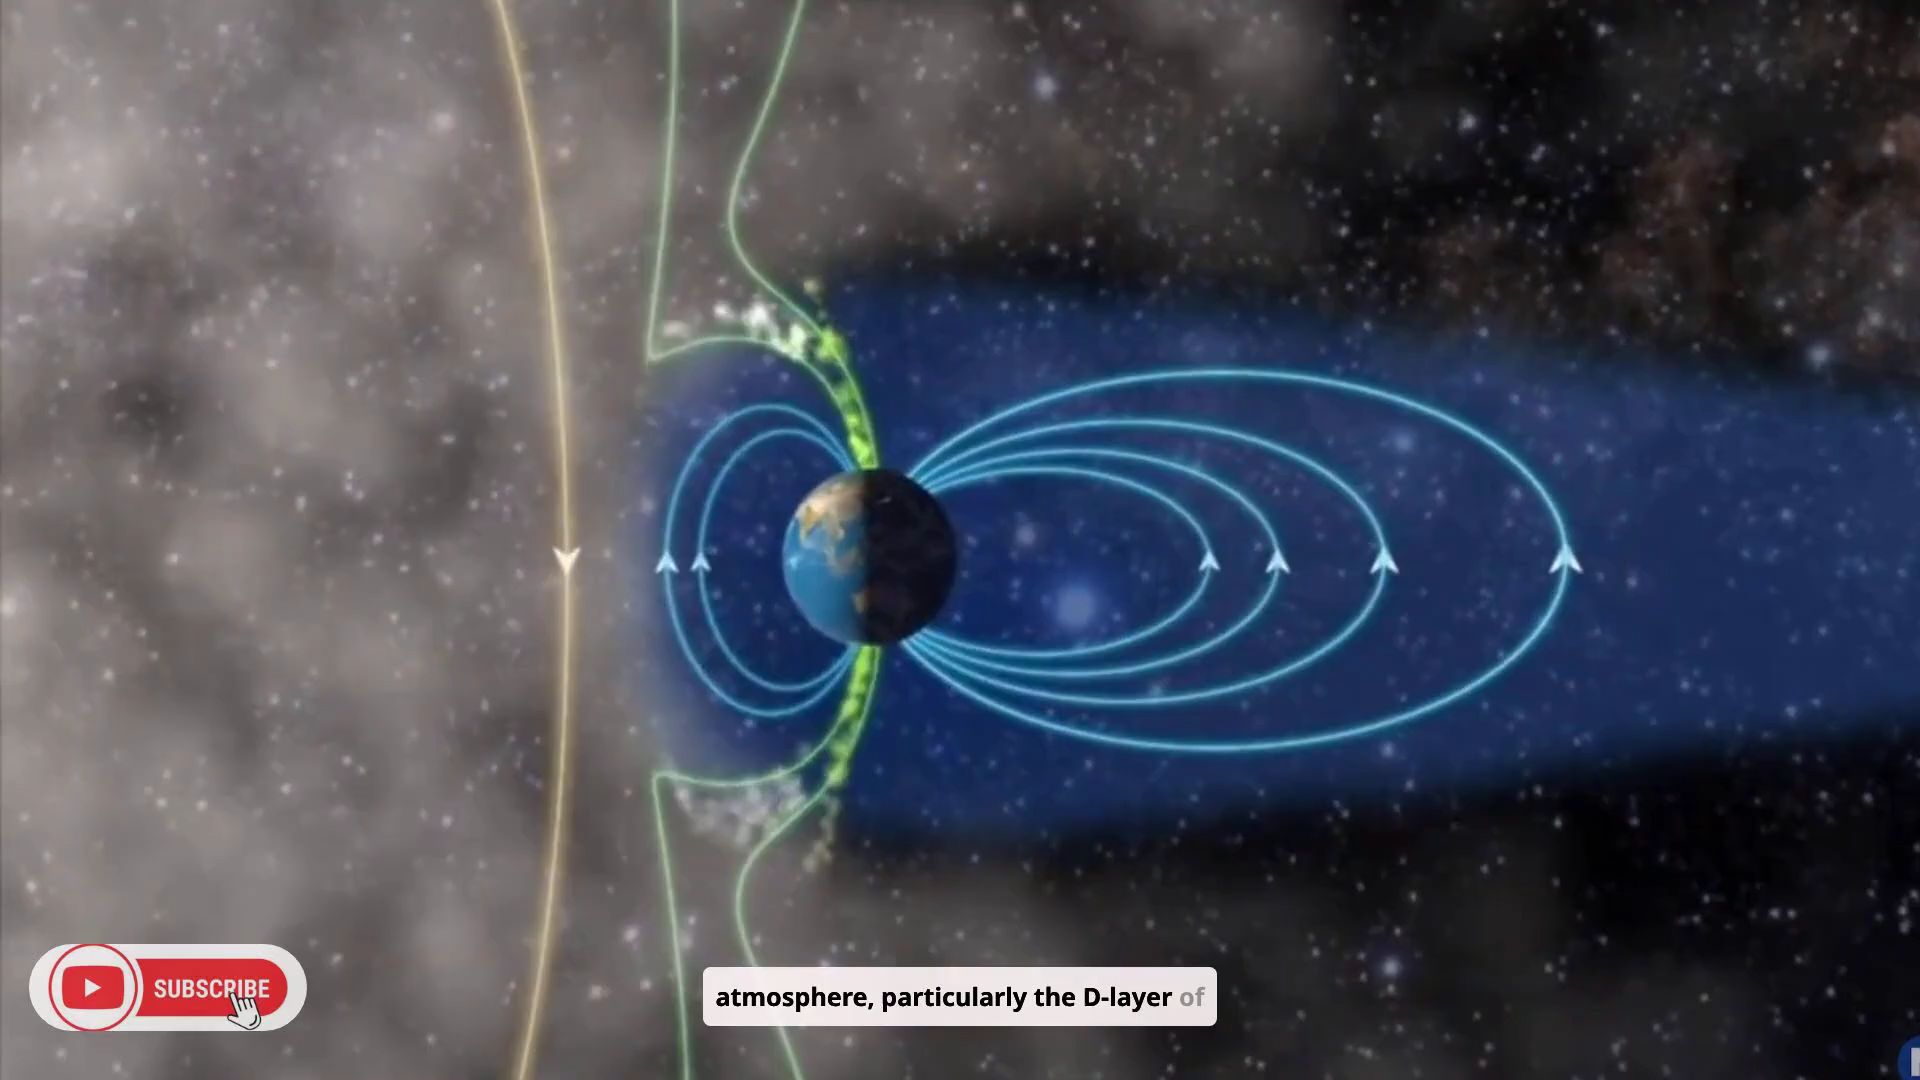 SUBSCRIBE
atmosphere, particularly the D-layer of